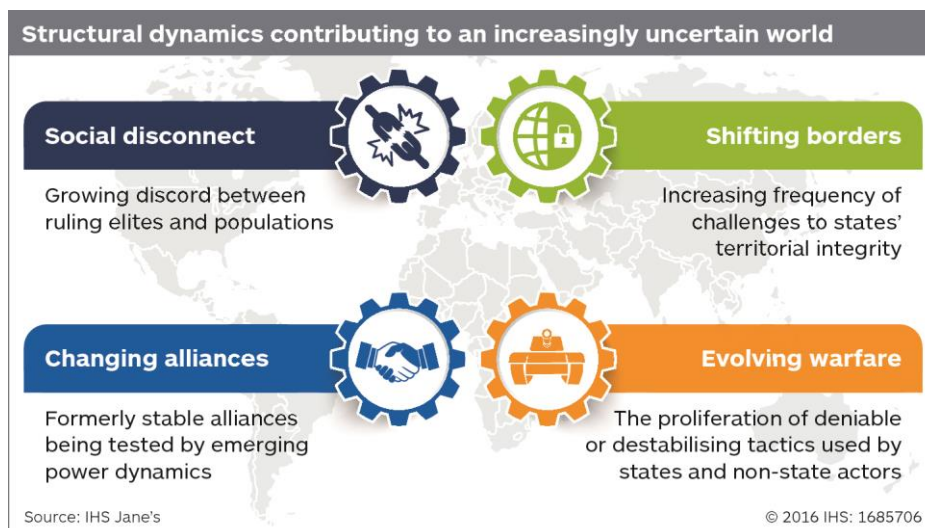 Structural dynamics contributing to an increasingly uncertain world
Social disconnect
Growing discord between
ruling elites and populations
Shifting borders
Increasing frequency of
challenges to states'
territorial integrity
Changing alliances
Formerly stable alliances
being tested by emerging
power dynamics
Evolving warfare
The proliferation of deniable
or destabilising tactics used by
states and non-state actors
Source: IHS Jane's
© 2016 IHS: 1685706